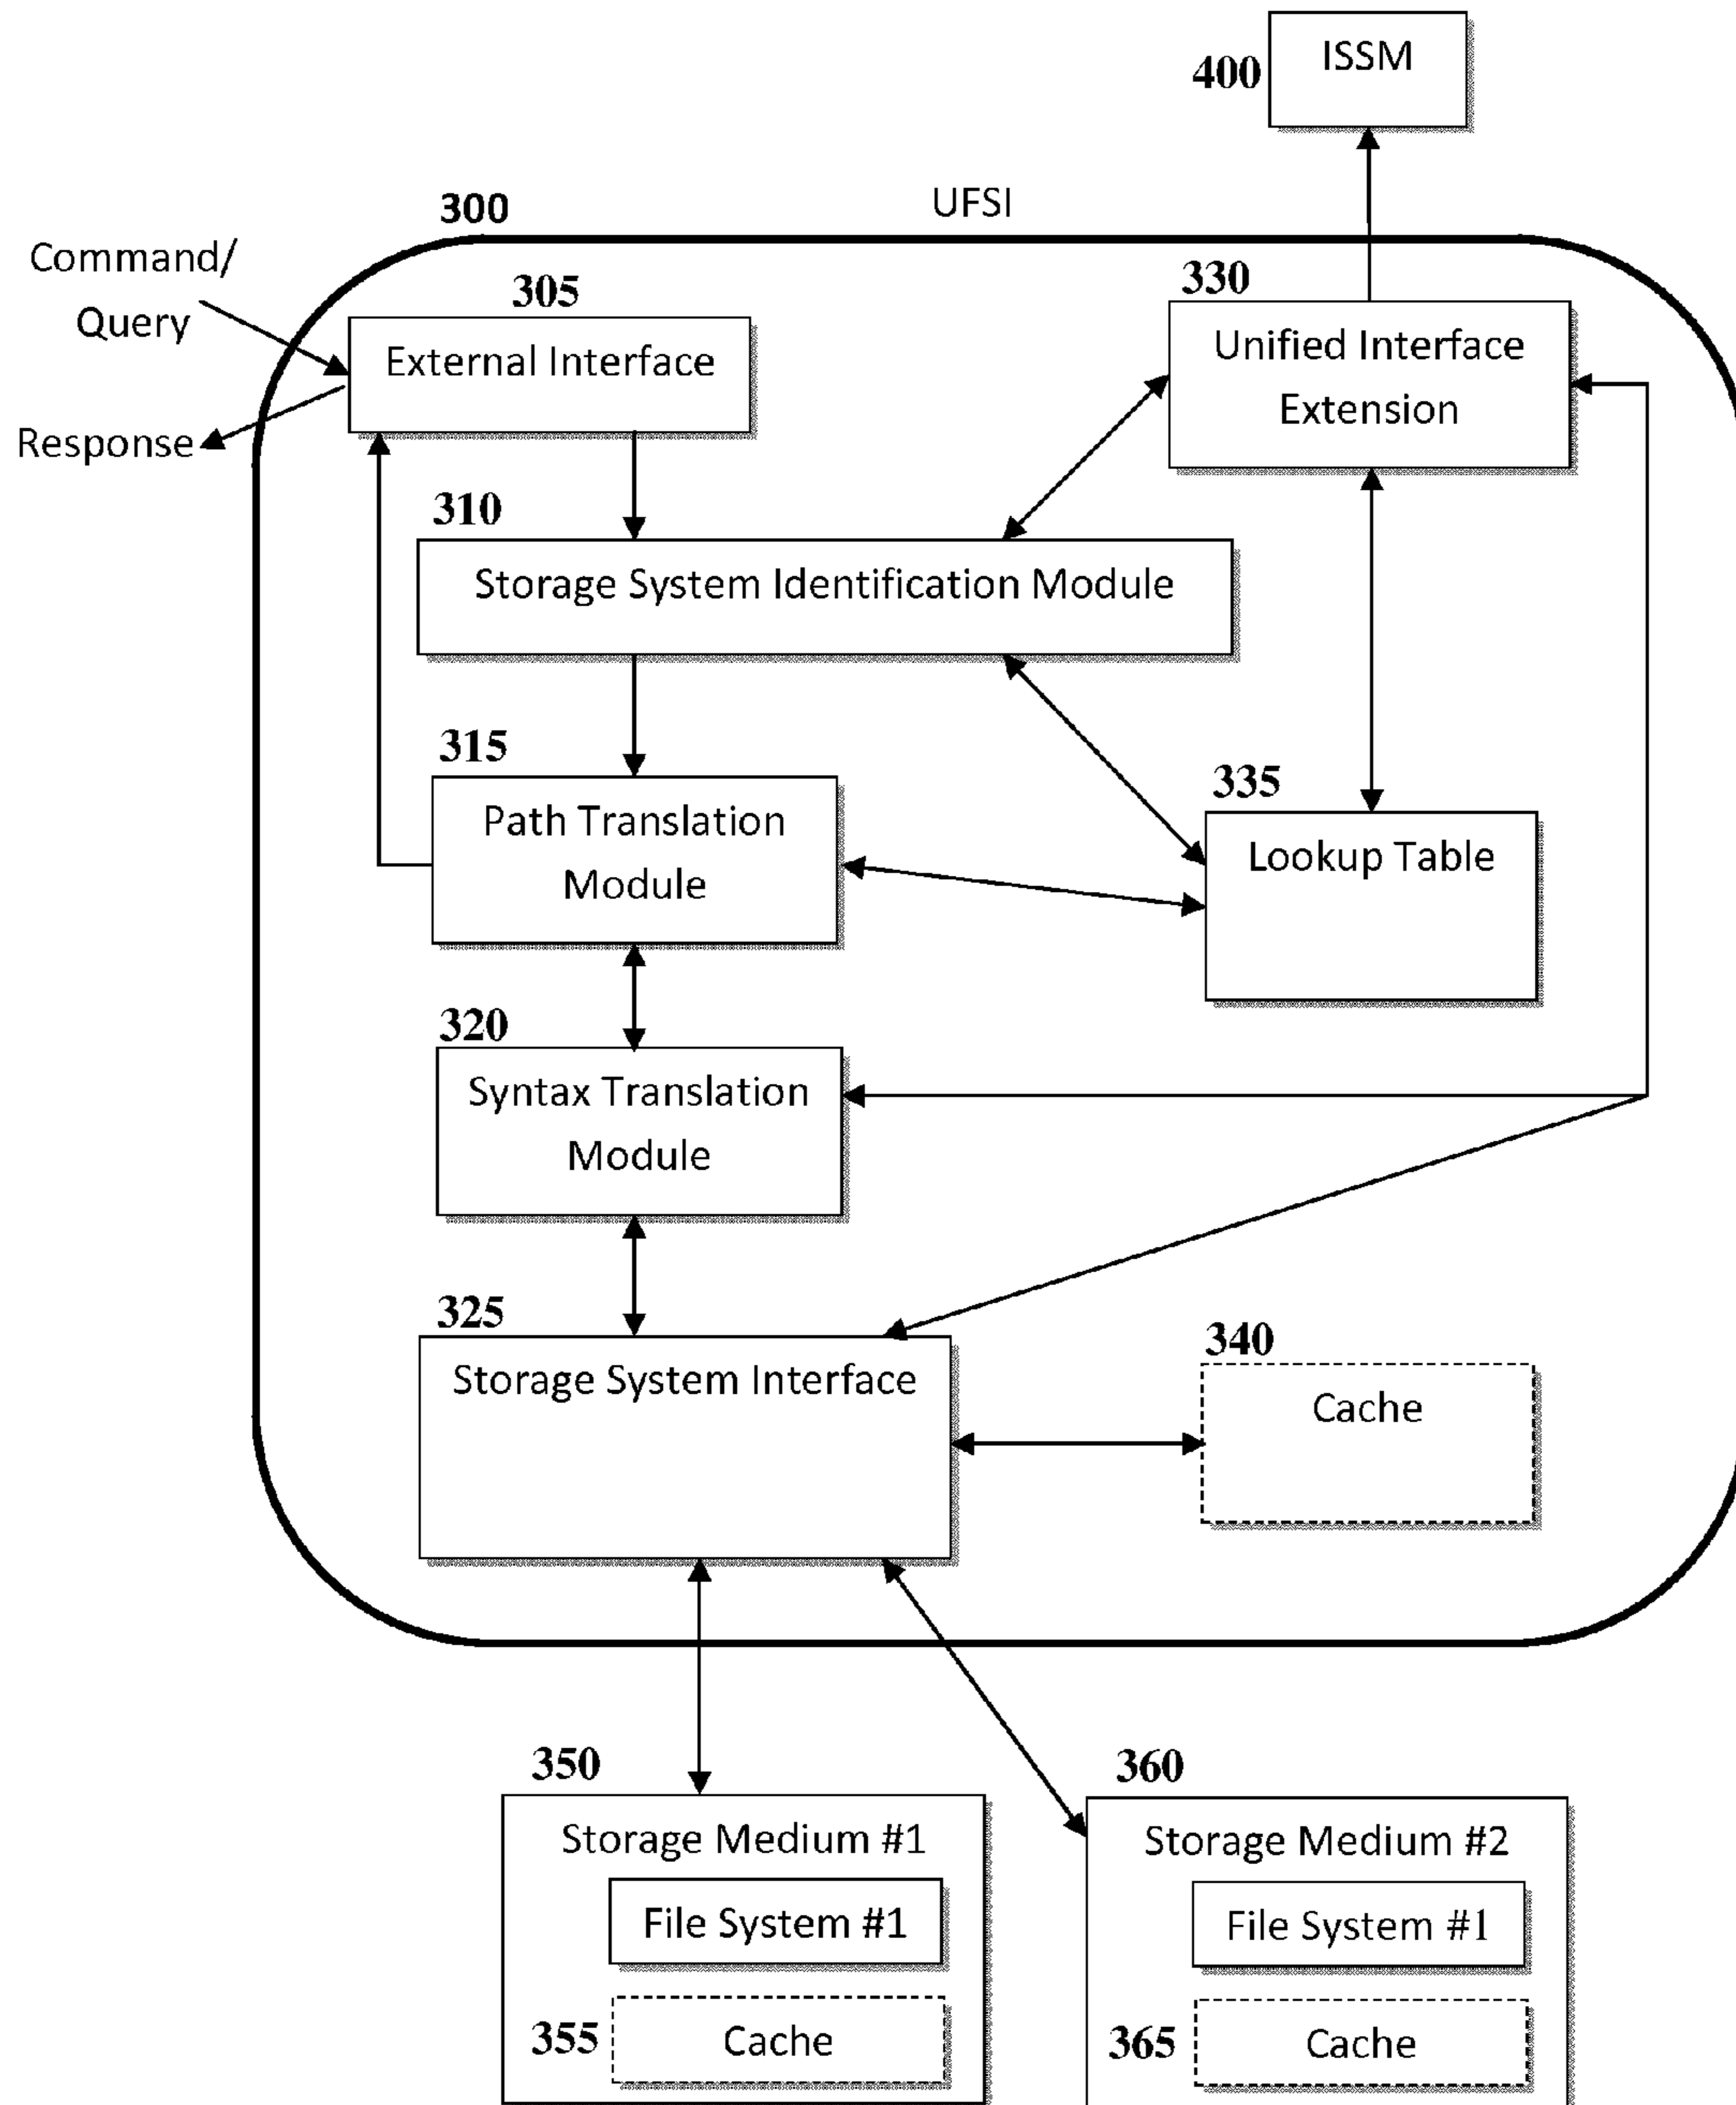 ISSM
400
300
UFSI
Command/
Query
Response
305
External Interface
330
Unified Interface
Extension
310
Storage System Identification Module
315
Path Translation
Module
335
Lookup Table
320
Syntax Translation
Module
325
Storage System Interface
340
Cache
350
Storage Medium #1
File System #1
355
Cache
360
Storage Medium #2
File System #1
365
Cache